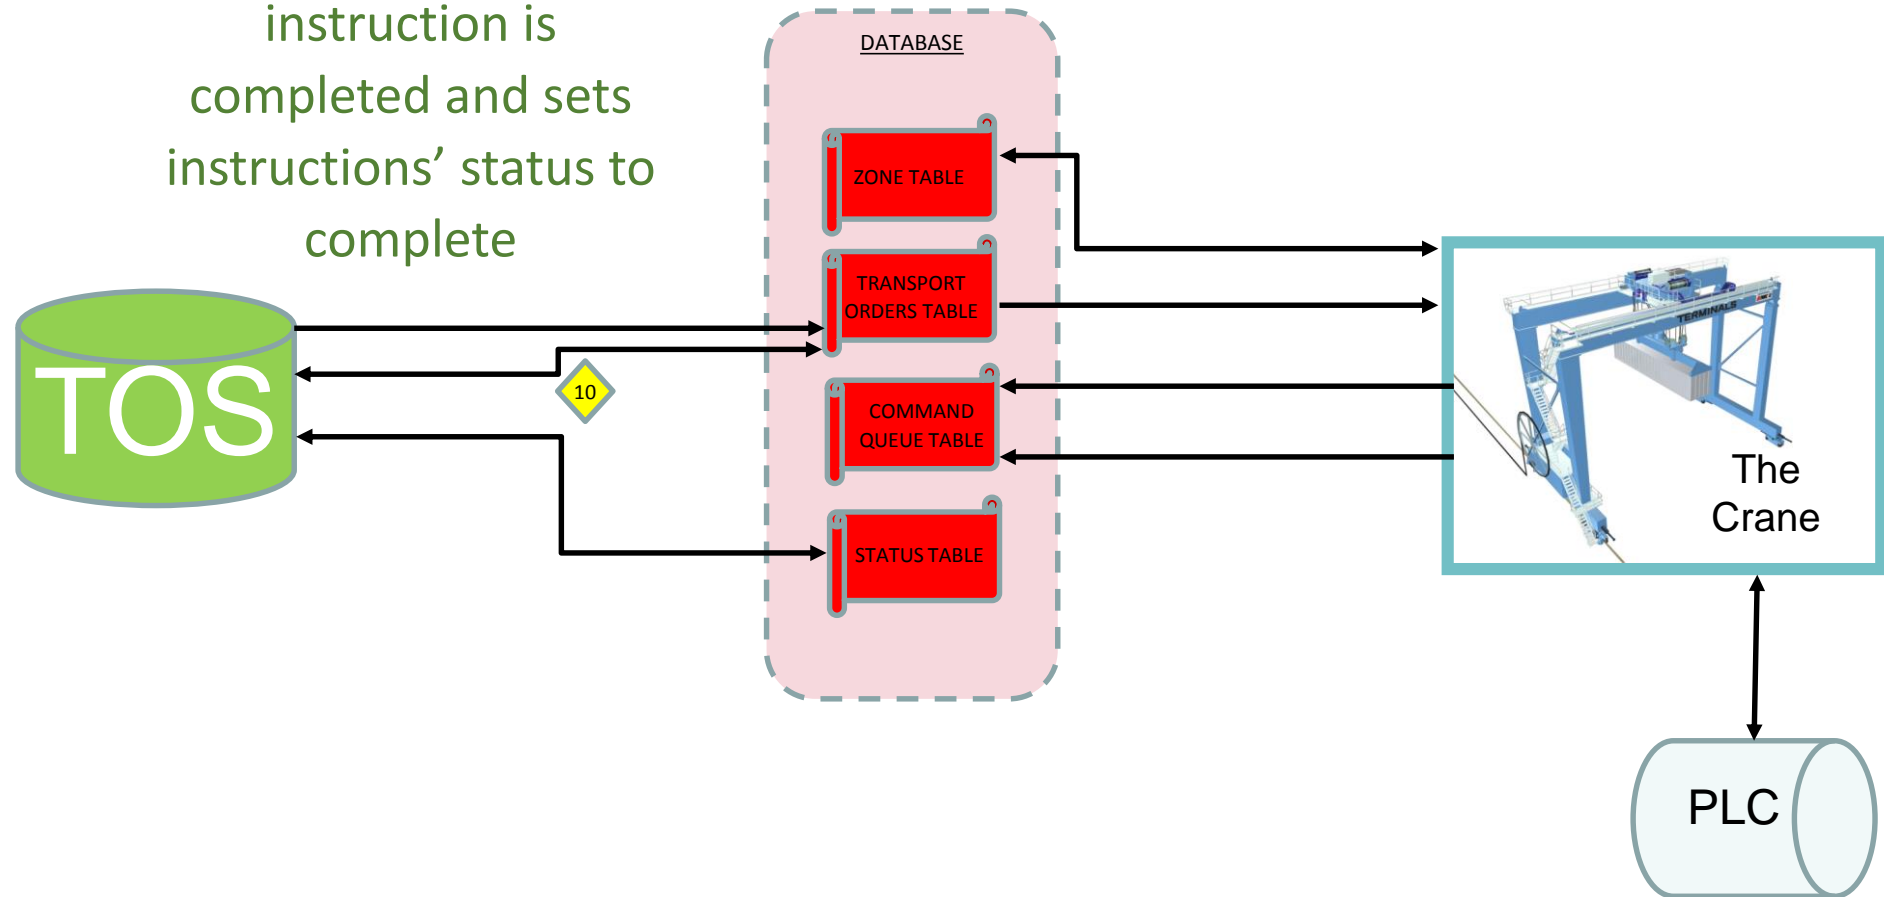 instruction is
completed and sets
instructions’ status to
complete
DATABASE
ZONE TABLE
TRANSPORT
ORDERS TABLE
TOS
10
COMMAND
QUEUE TABLE
STATUS TABLE
TERMINALS
The
Crane
PLC